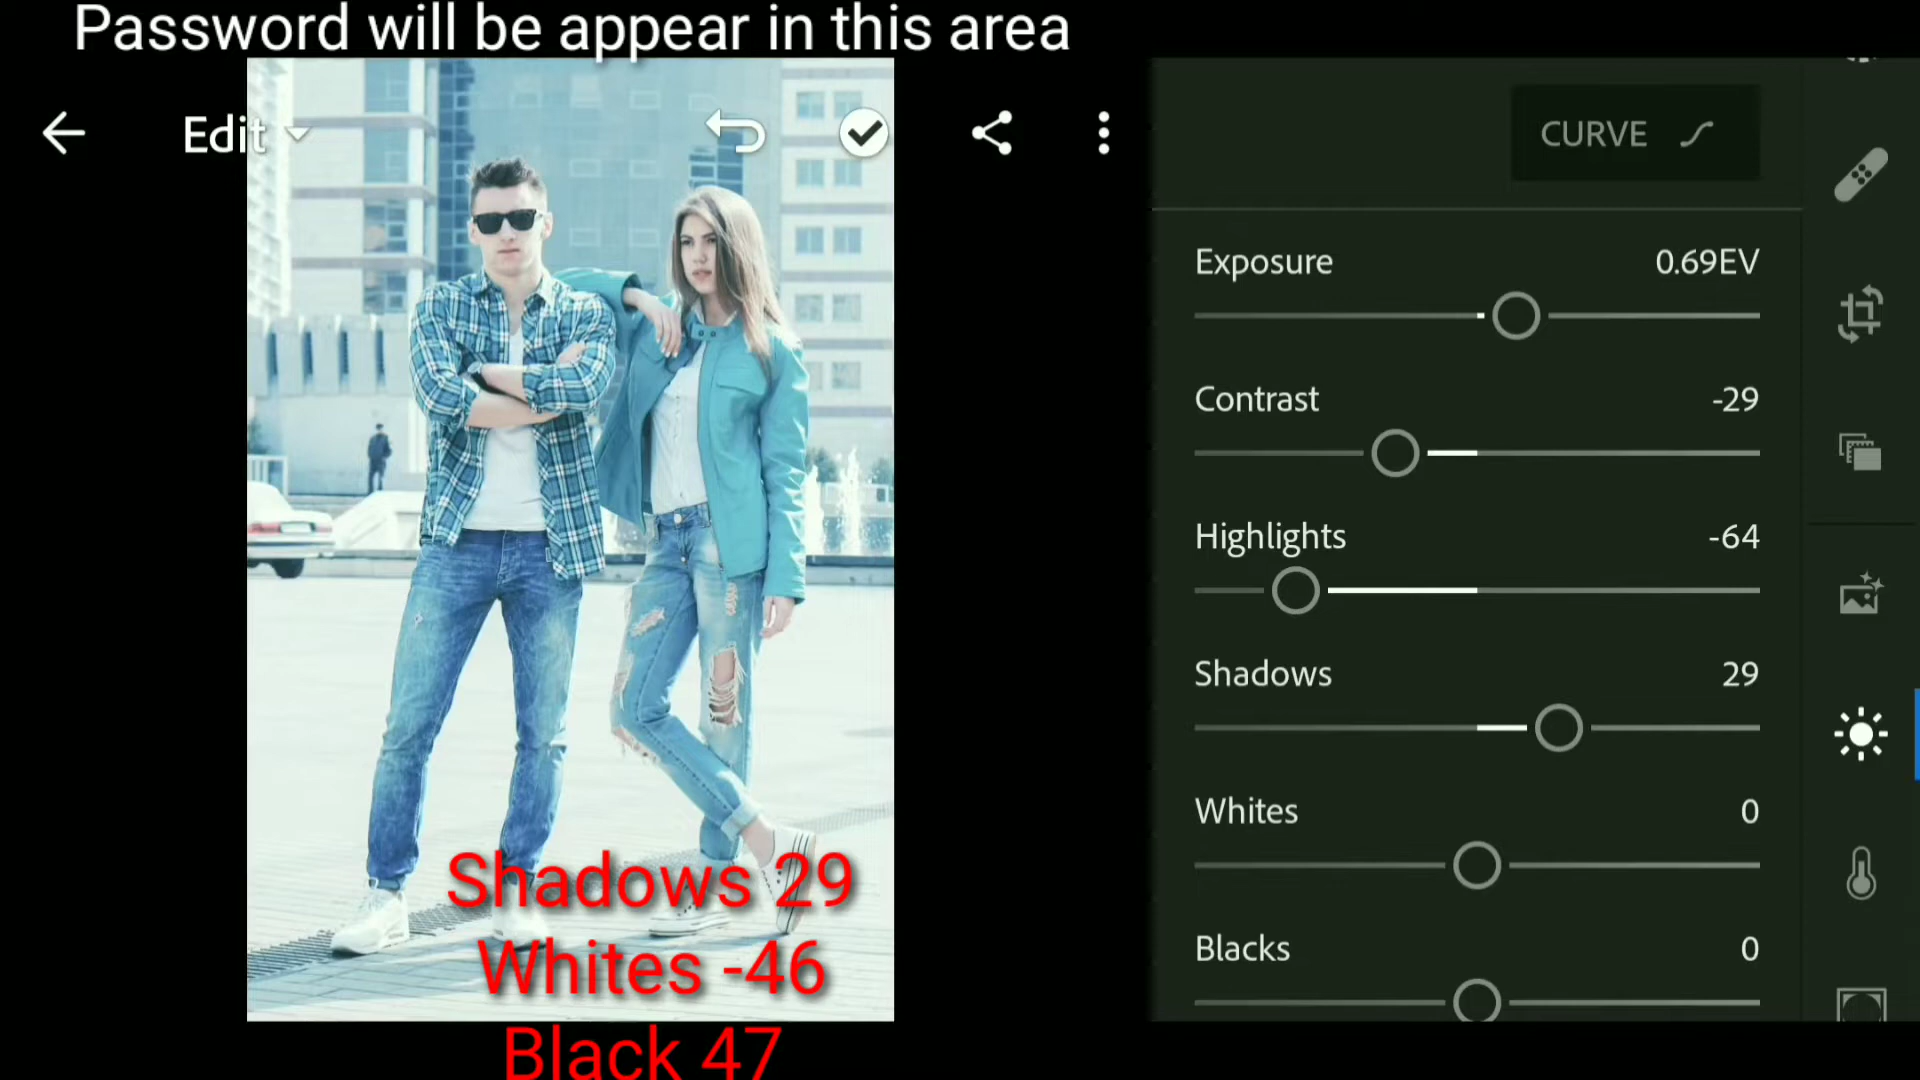 Password will be appear in this area
Edit
CURVE
Exposure 0.69EV
Contrast -29
Highlights -64
Shadows 29
Whites 0
Blacks 0
Shadows 29
Whites -46
Black 47